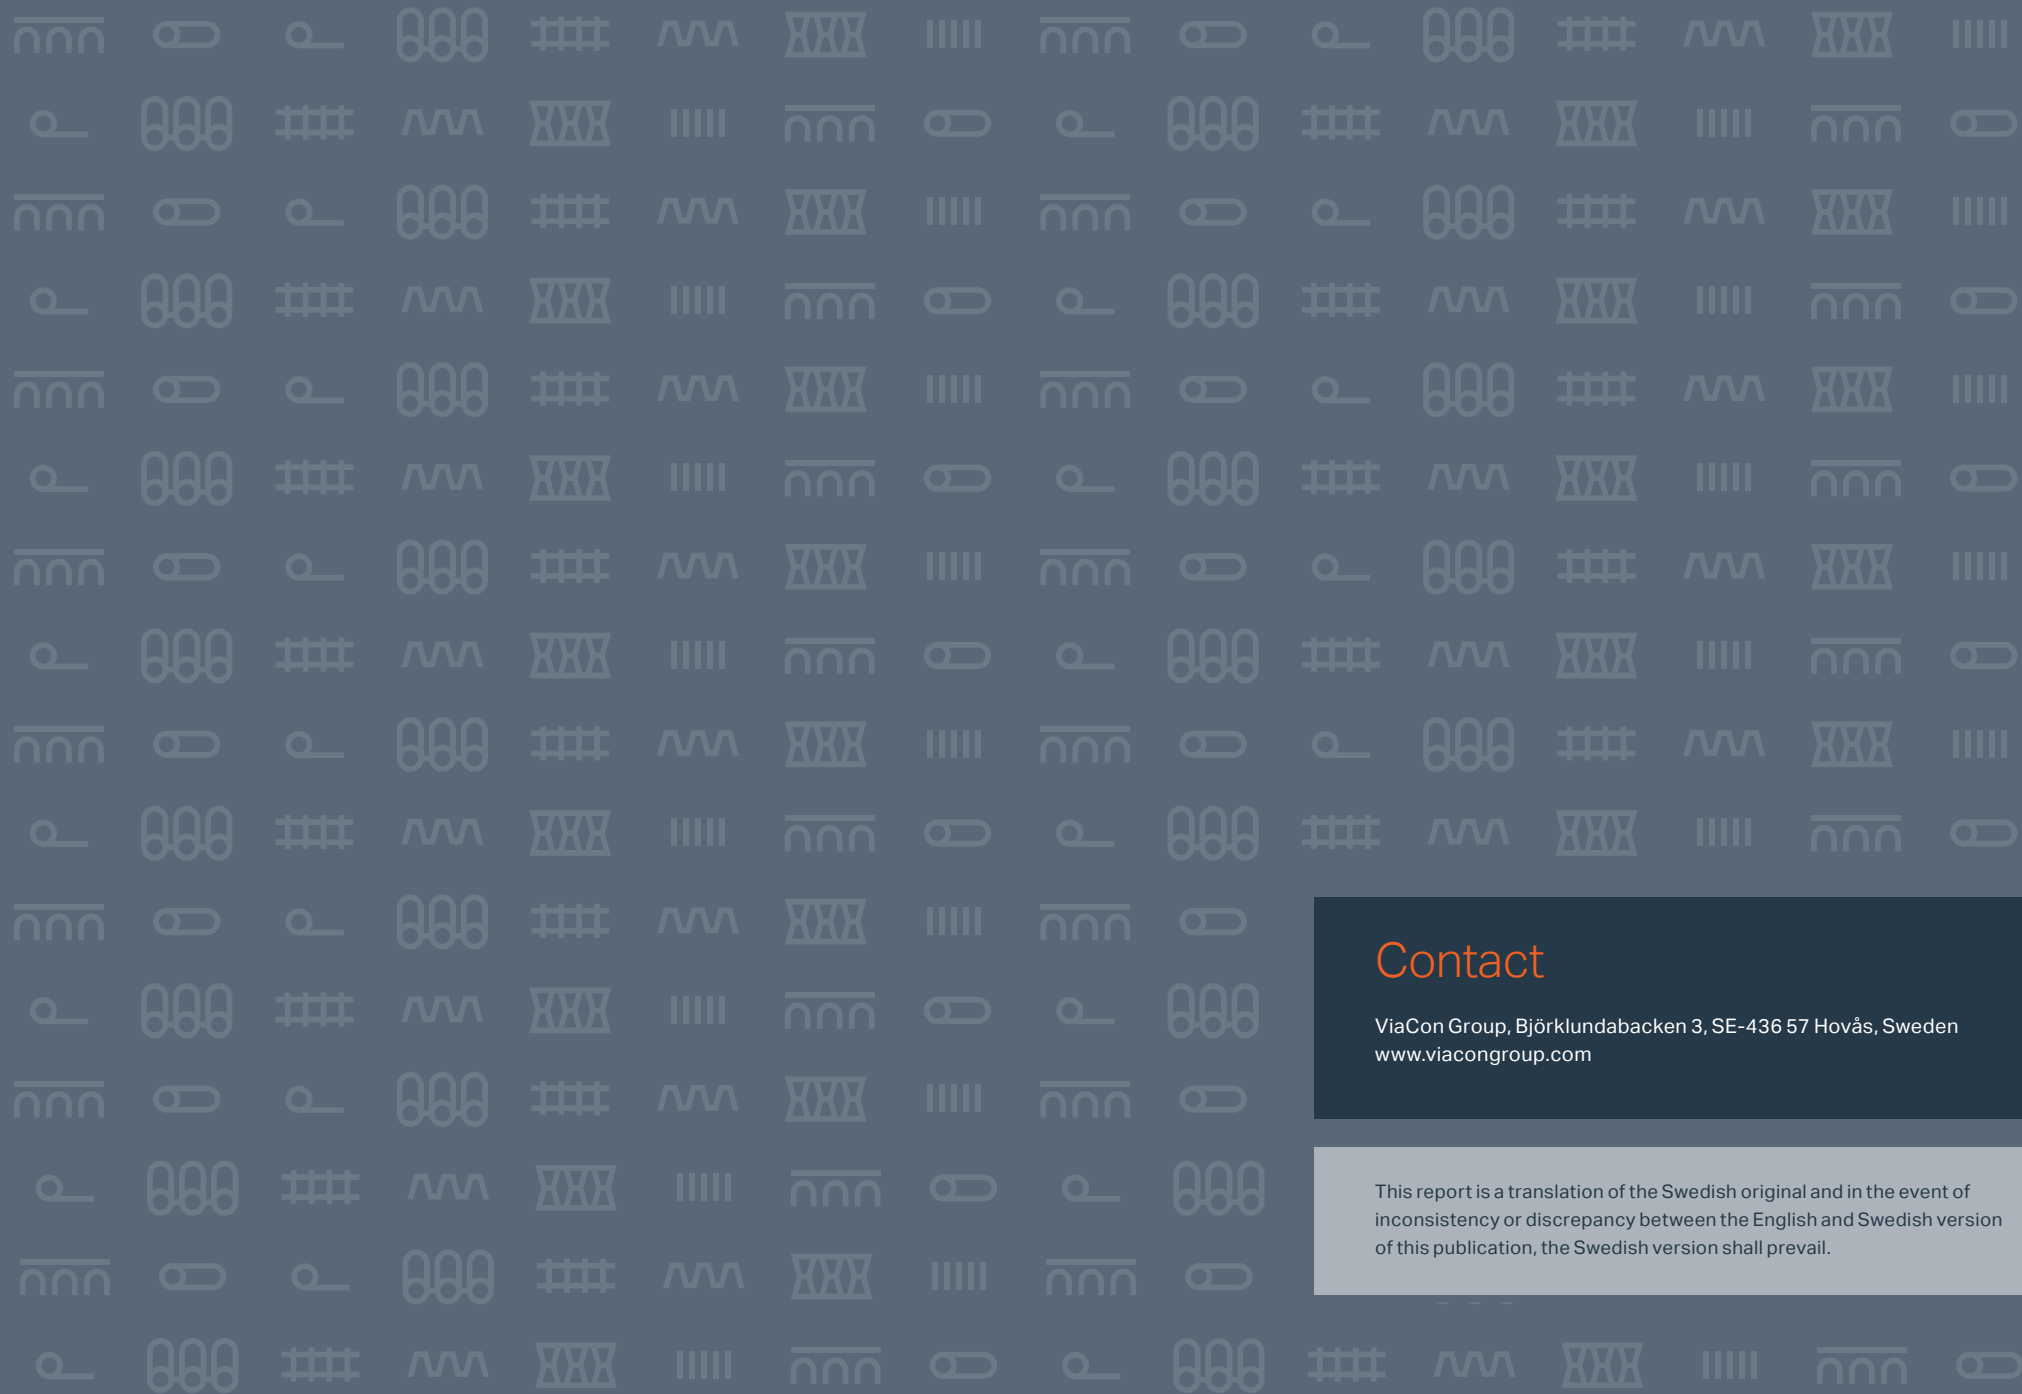 Contact
ViaCon Group, Björklundabacken 3, SE-436 57 Hovås, Sweden
www.viacongroup.com
This report is a translation of the Swedish original and in the event of
inconsistency or discrepancy between the English and Swedish version
of this publication, the Swedish version shall prevail.